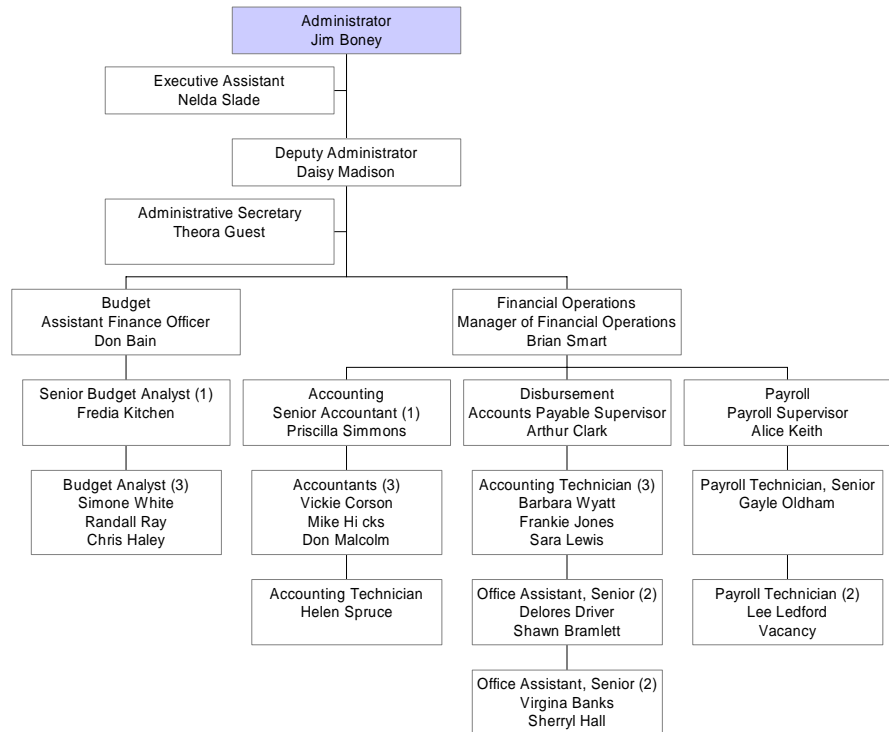 Administrator
Jim Boney
Executive Assistant
Nelda Slade
Deputy Administrator
Daisy Madison
Administrative Secretary
Theora Guest
Budget
Assistant Finance Officer
Don Bain
Financial Operations
Manager of Financial Operations
Brian Smart
Senior Budget Analyst (1)
Fredia Kitchen
Accounting
Senior Accountant (1)
Priscilla Simmons
Disbursement
Accounts Payable Supervisor
Arthur Clark
Payroll
Payroll Supervisor
Alice Keith
Budget Analyst (3)
Simone White
Randall Ray
Chris Haley
Accountants (3)
Vickie Corson
Mike Hi cks
Don Malcolm
Accounting Technician (3)
Barbara Wyatt
Frankie Jones
Sara Lewis
Payroll Technician, Senior
Gayle Oldham
Accounting Technician
Helen Spruce
Office Assistant, Senior (2)
Delores Driver
Shawn Bramlett
Payroll Technician (2)
Lee Ledford
Vacancy
Office Assistant, Senior (2)
Virgina Banks
Sherryl Hall